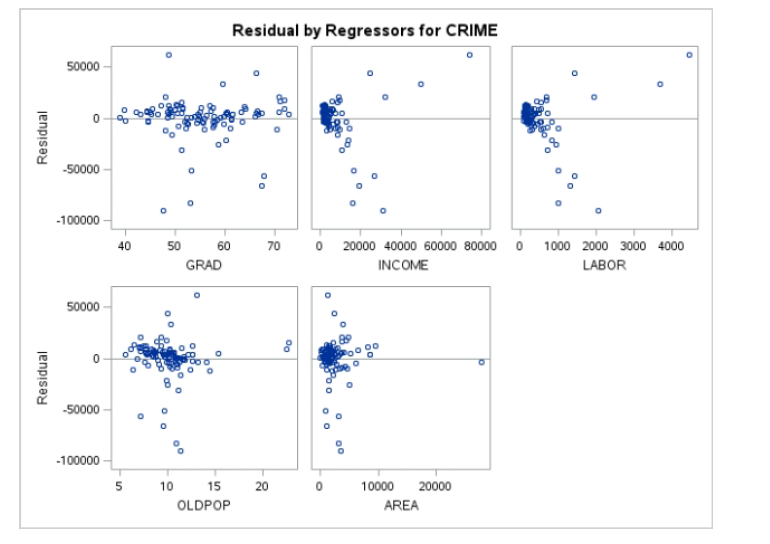 Residual by Regressors for CRIME
50000
0
-50000
-100000
Residual
40 50 60 70
GRAD
0 20000 40000 60000 80000
INCOME
0 1000 2000 3000 4000
LABOR
50000
0
-50000
-100000
Residual
5 10 15 20
OLDPOP
0 10000 20000
AREA